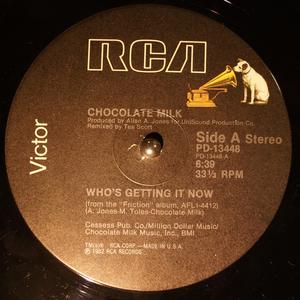 RCA
Victor
CHOCOLATE MILK
Produced by Allen A. Jones for UniSound Production Co.
Remixed by Tee Scott
Side A Stereo
PD-13448
PD-13448-A
6:39
33⅓ RPM
WHO'S GETTING IT NOW
(from the "Friction" album, AFL1-4412)
(A. Jones-M. Toles-Chocolate Milk)
Cessess Pub. Co./Million Dollar Music/
Chocolate Milk Music, Inc., BMI
RCA CORP.—MADE IN U.S.A.
℗ 1982 RCA RECORDS